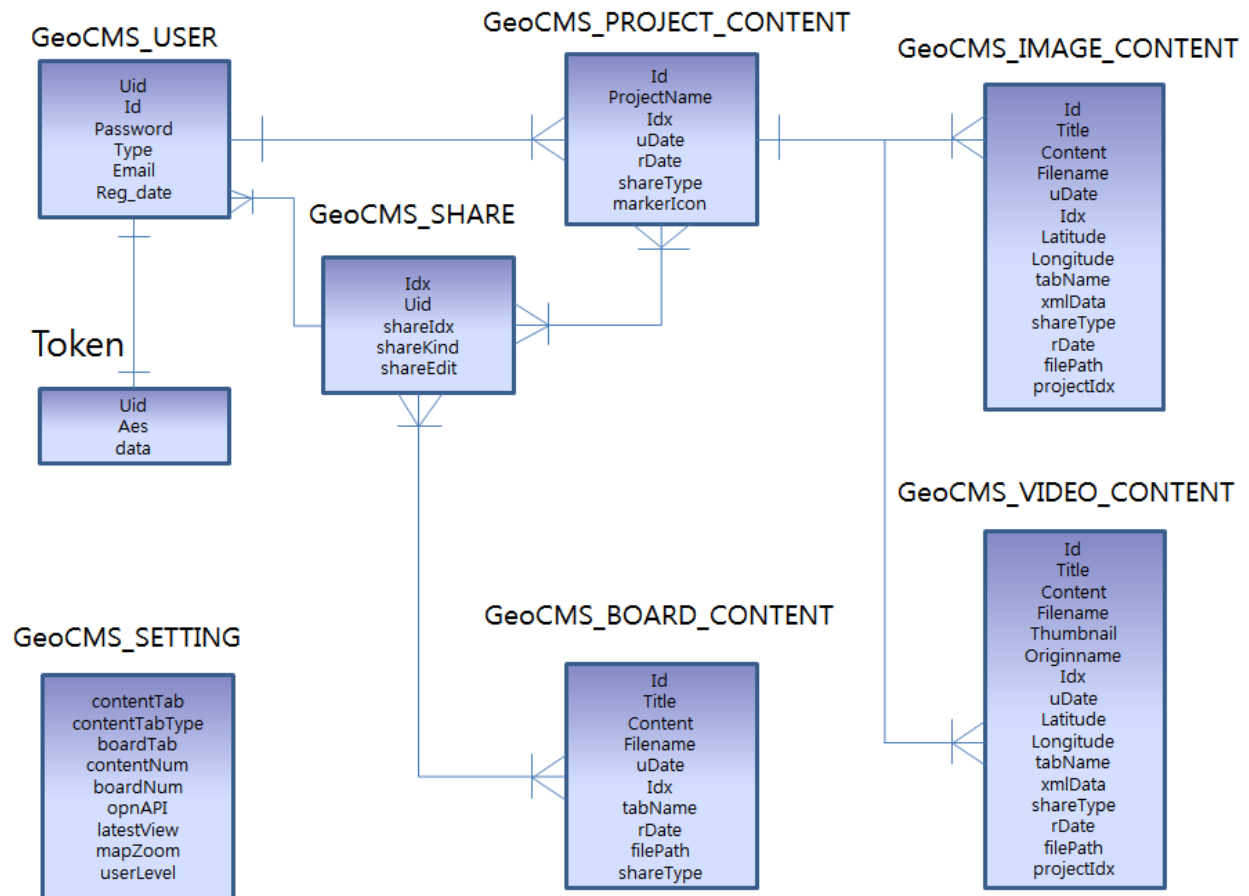 GeoCMS_USER
Uid
Id
Password
Type
Email
Reg_date
GeoCMS_PROJECT_CONTENT
Id
ProjectName
Idx
uDate
rDate
shareType
markerIcon
GeoCMS_IMAGE_CONTENT
Id
Title
Content
Filename
uDate
Idx
Latitude
Longitude
tabName
xmlData
shareType
rDate
filePath
projectIdx
GeoCMS_SHARE
Idx
Uid
shareIdx
shareKind
shareEdit
Token
Uid
Aes
data
GeoCMS_VIDEO_CONTENT
Id
Title
Content
Filename
Thumbnail
Originname
Idx
uDate
Latitude
Longitude
tabName
xmlData
shareType
rDate
filePath
projectIdx
GeoCMS_BOARD_CONTENT
Id
Title
Content
Filename
uDate
Idx
tabName
rDate
filePath
shareType
GeoCMS_SETTING
contentTab
contentTabType
boardTab
contentNum
boardNum
opnAPI
latestView
mapZoom
userLevel